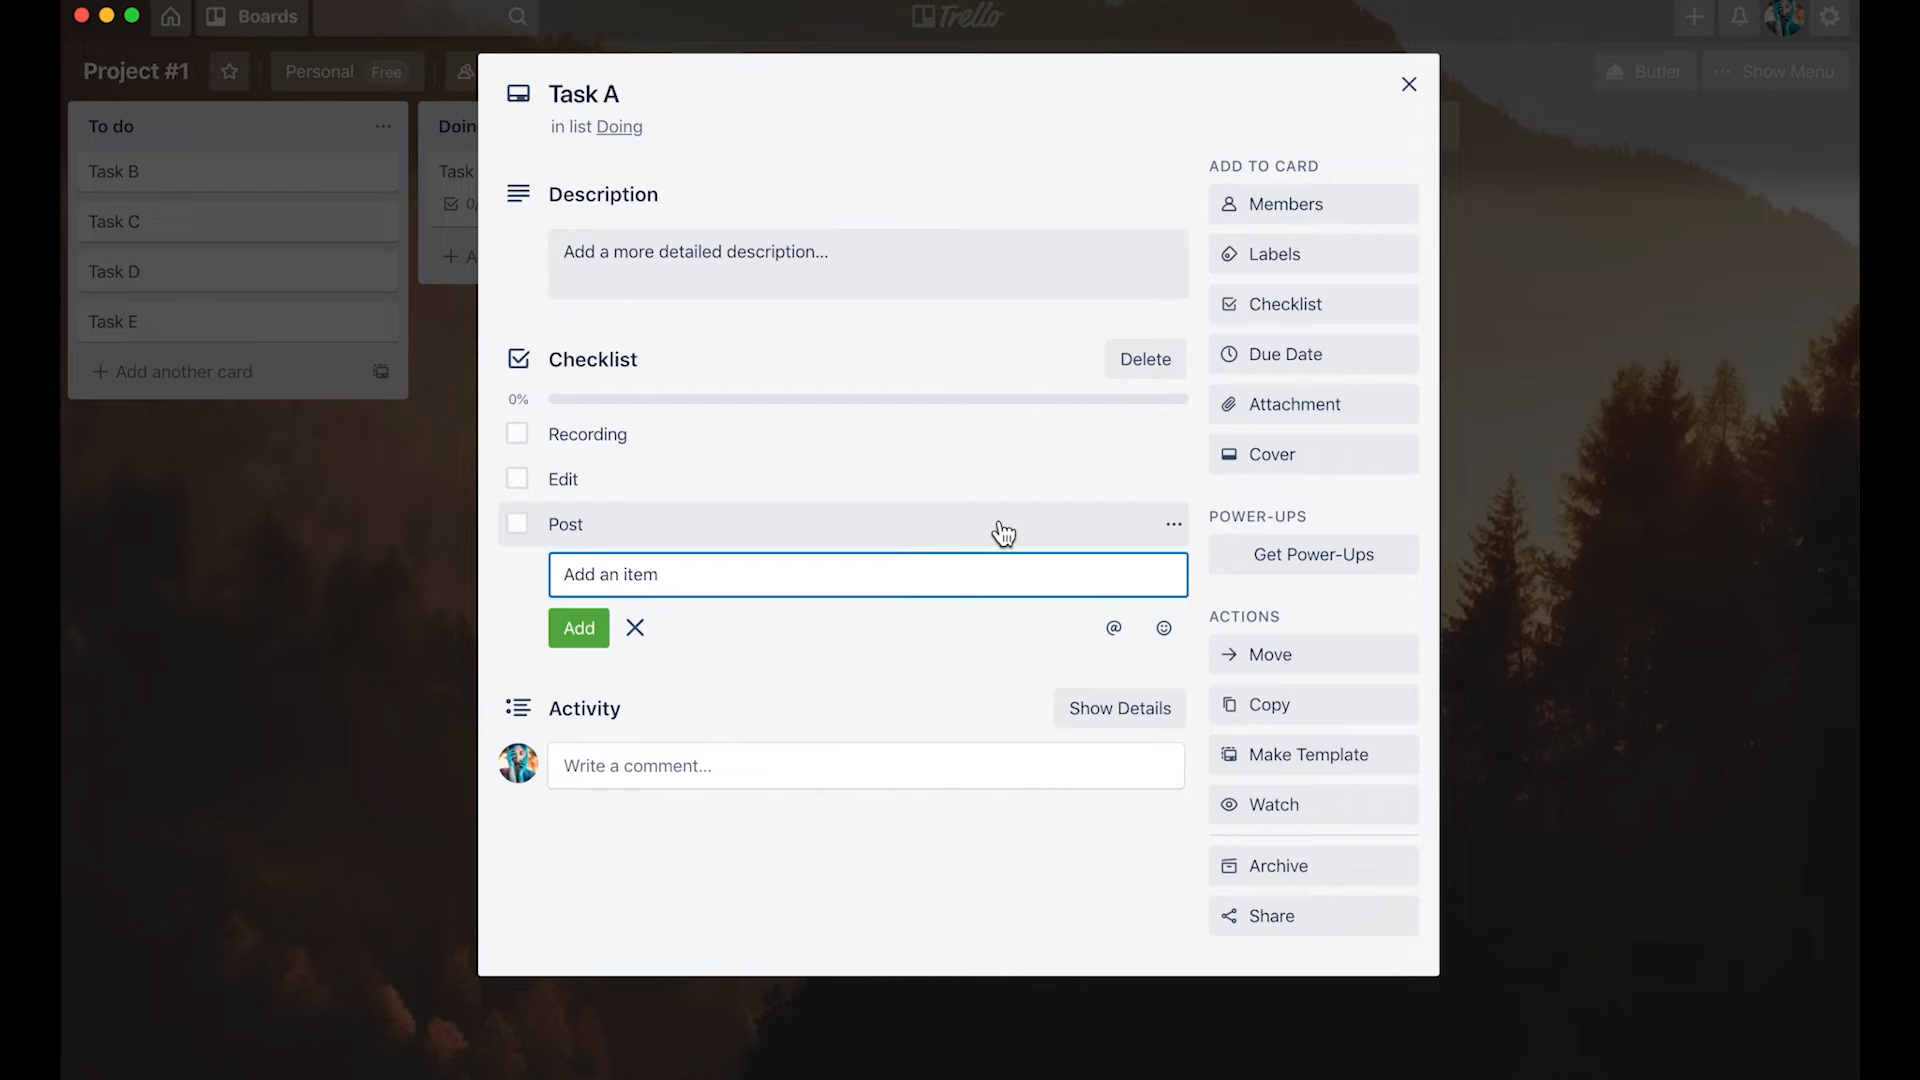 Boards
Trello
Project #1
Personal Free
Butler
Show Menu
To do
Task B
Task C
Task D
Task E
Add another card
Task
Task A
in list Doing
Description
Add a more detailed description...
Checklist
Delete
0%
Recording
Edit
Post
Add an item
Add
Activity
Show Details
Write a comment...
ADD TO CARD
Members
Labels
Checklist
Due Date
Attachment
Cover
POWER-UPS
Get Power-Ups
ACTIONS
Move
Copy
Make Template
Watch
Archive
Share